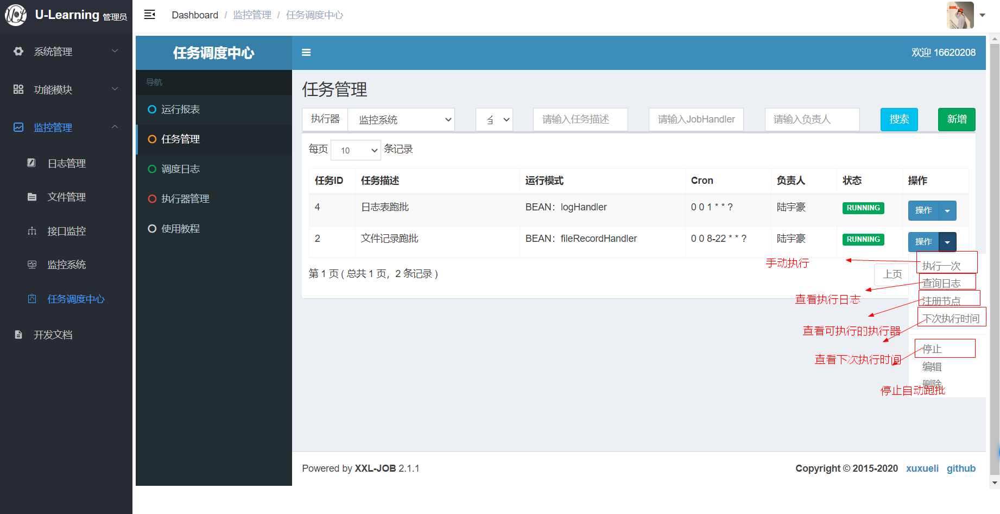 U-Learning 管理员
Dashboard / 监控管理 / 任务调度中心
系统管理
功能模块
监控管理
日志管理
文件管理
接口监控
监控系统
任务调度中心
开发文档
任务调度中心
欢迎 16620208
导航
运行报表
任务管理
调度日志
执行器管理
使用教程
任务管理
执行器 监控系统 请输入任务描述 请输入JobHandler 请输入负责人 搜索 新增
每页 10 条记录
任务ID 任务描述 运行模式 Cron 负责人 状态 操作
4 日志表跑批 BEAN：logHandler 0 0 1 * * ? 陆宇豪 RUNNING 操作
2 文件记录跑批 BEAN：fileRecordHandler 0 0 8-22 * * ? 陆宇豪 RUNNING 操作
第 1 页 ( 总共 1 页，2 条记录 ) 上页
执行一次
查询日志
注册节点
下次执行时间
停止
编辑
删除
手动执行
查看执行日志
查看可执行的执行器
查看下次执行时间
停止自动跑批
Powered by XXL-JOB 2.1.1
Copyright © 2015-2020 xuxueli github